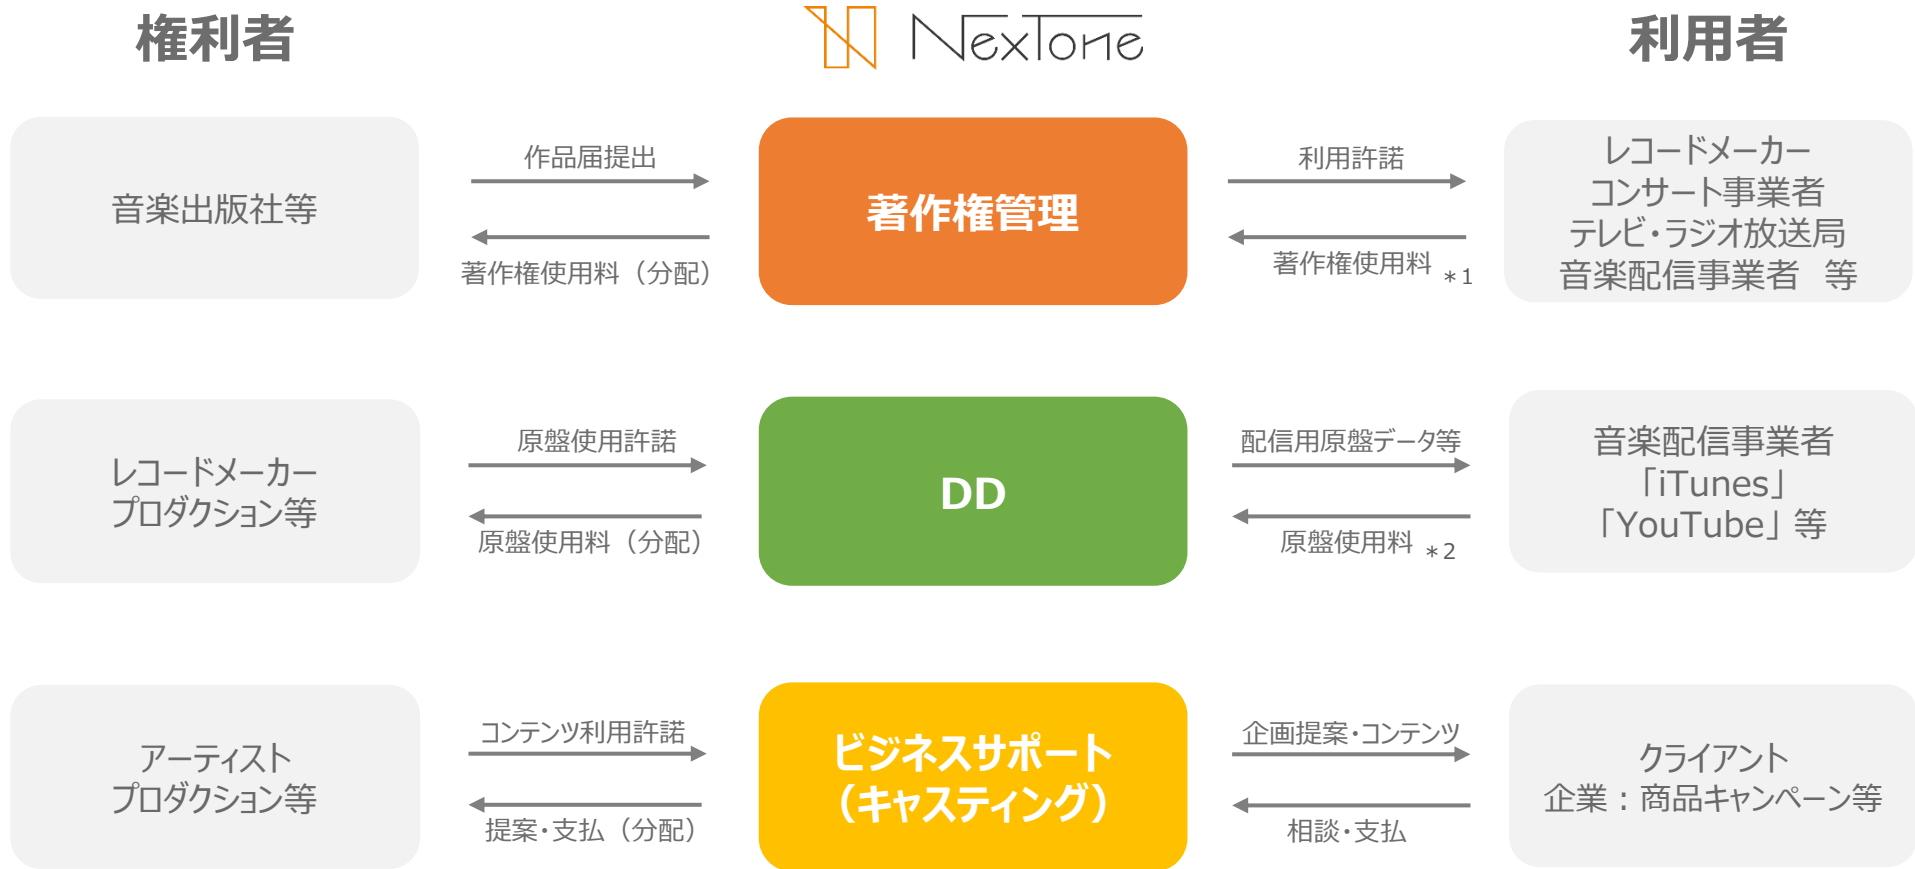 権利者
NexTone
利用者
音楽出版社等
作品届提出
著作権使用料（分配）
著作権管理
利用許諾
著作権使用料 ＊1
レコードメーカー
コンサート事業者
テレビ・ラジオ放送局
音楽配信事業者　等
レコードメーカー
プロダクション等
原盤使用許諾
原盤使用料（分配）
DD
配信用原盤データ等
原盤使用料 ＊2
音楽配信事業者
「iTunes」
「YouTube」等
アーティスト
プロダクション等
コンテンツ利用許諾
提案・支払（分配）
ビジネスサポート
（キャスティング）
企画提案・コンテンツ
相談・支払
クライアント
企業：商品キャンペーン等